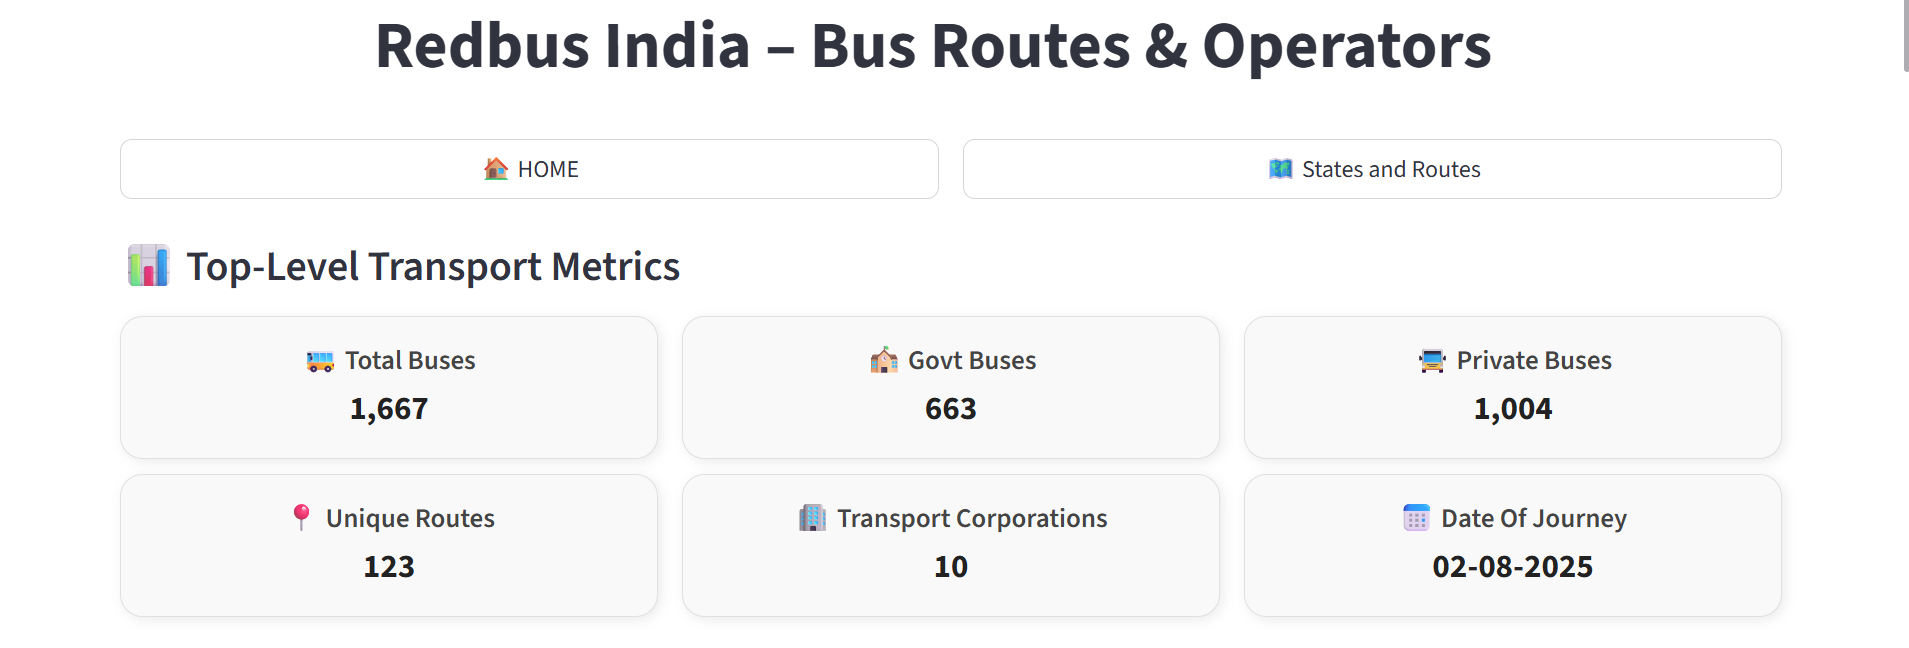 Redbus India – Bus Routes & Operators
HOME
States and Routes
Top-Level Transport Metrics
Total Buses
1,667
Govt Buses
663
Private Buses
1,004
Unique Routes
123
Transport Corporations
10
Date Of Journey
02-08-2025